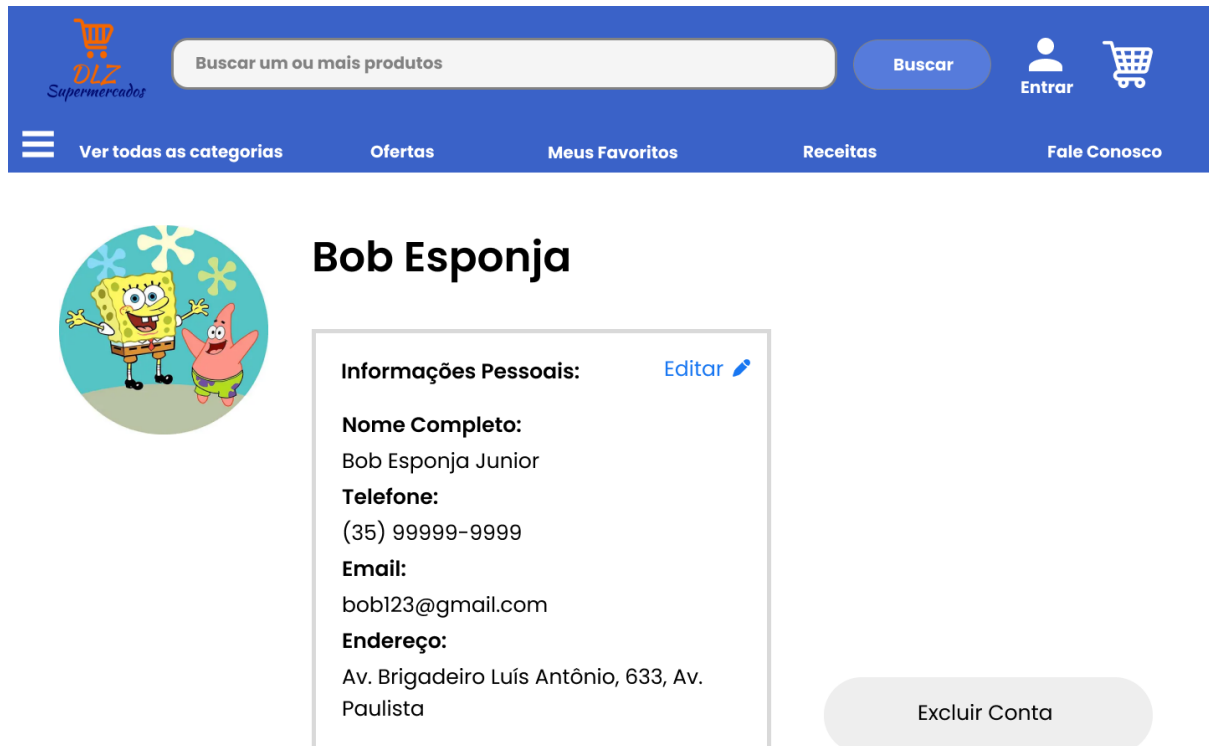 DLZ
Supermercados
Buscar um ou mais produtos
Buscar
Entrar
Ver todas as categorias
Ofertas
Meus Favoritos
Receitas
Fale Conosco
Bob Esponja
Informações Pessoais:
Editar
Nome Completo:
Bob Esponja Junior
Telefone:
(35) 99999-9999
Email:
bob123@gmail.com
Endereço:
Av. Brigadeiro Luís Antônio, 633, Av.
Paulista
Excluir Conta